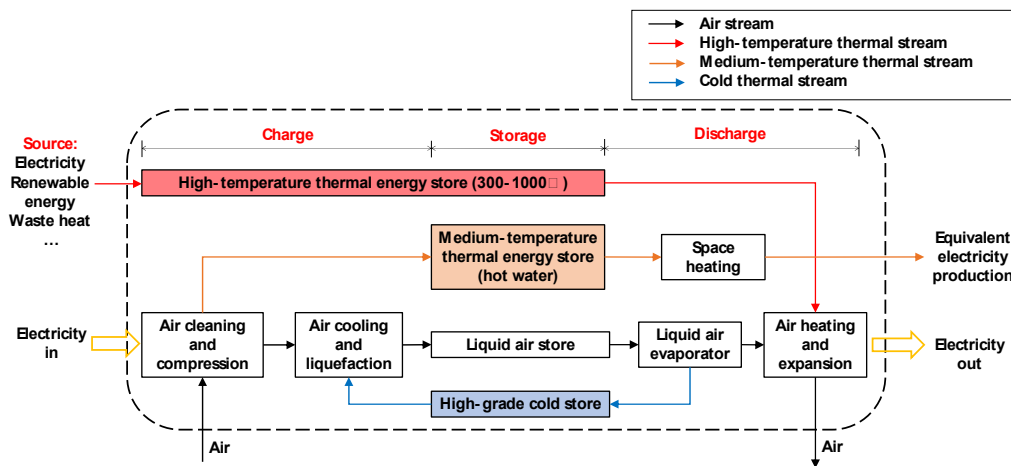 Air stream
High-temperature thermal stream
Medium-temperature thermal stream
Cold thermal stream
Charge
Storage
Discharge
Source:
Electricity
Renewable
energy
Waste heat
...
High-temperature thermal energy store (300-1000□ )
Medium-temperature
thermal energy store
(hot water)
Space
heating
Equivalent
electricity
production
Electricity
in
Air cleaning
and
compression
Air cooling
and
liquefaction
Liquid air store
Liquid air
evaporator
Air heating
and
expansion
Electricity
out
High-grade cold store
Air
Air